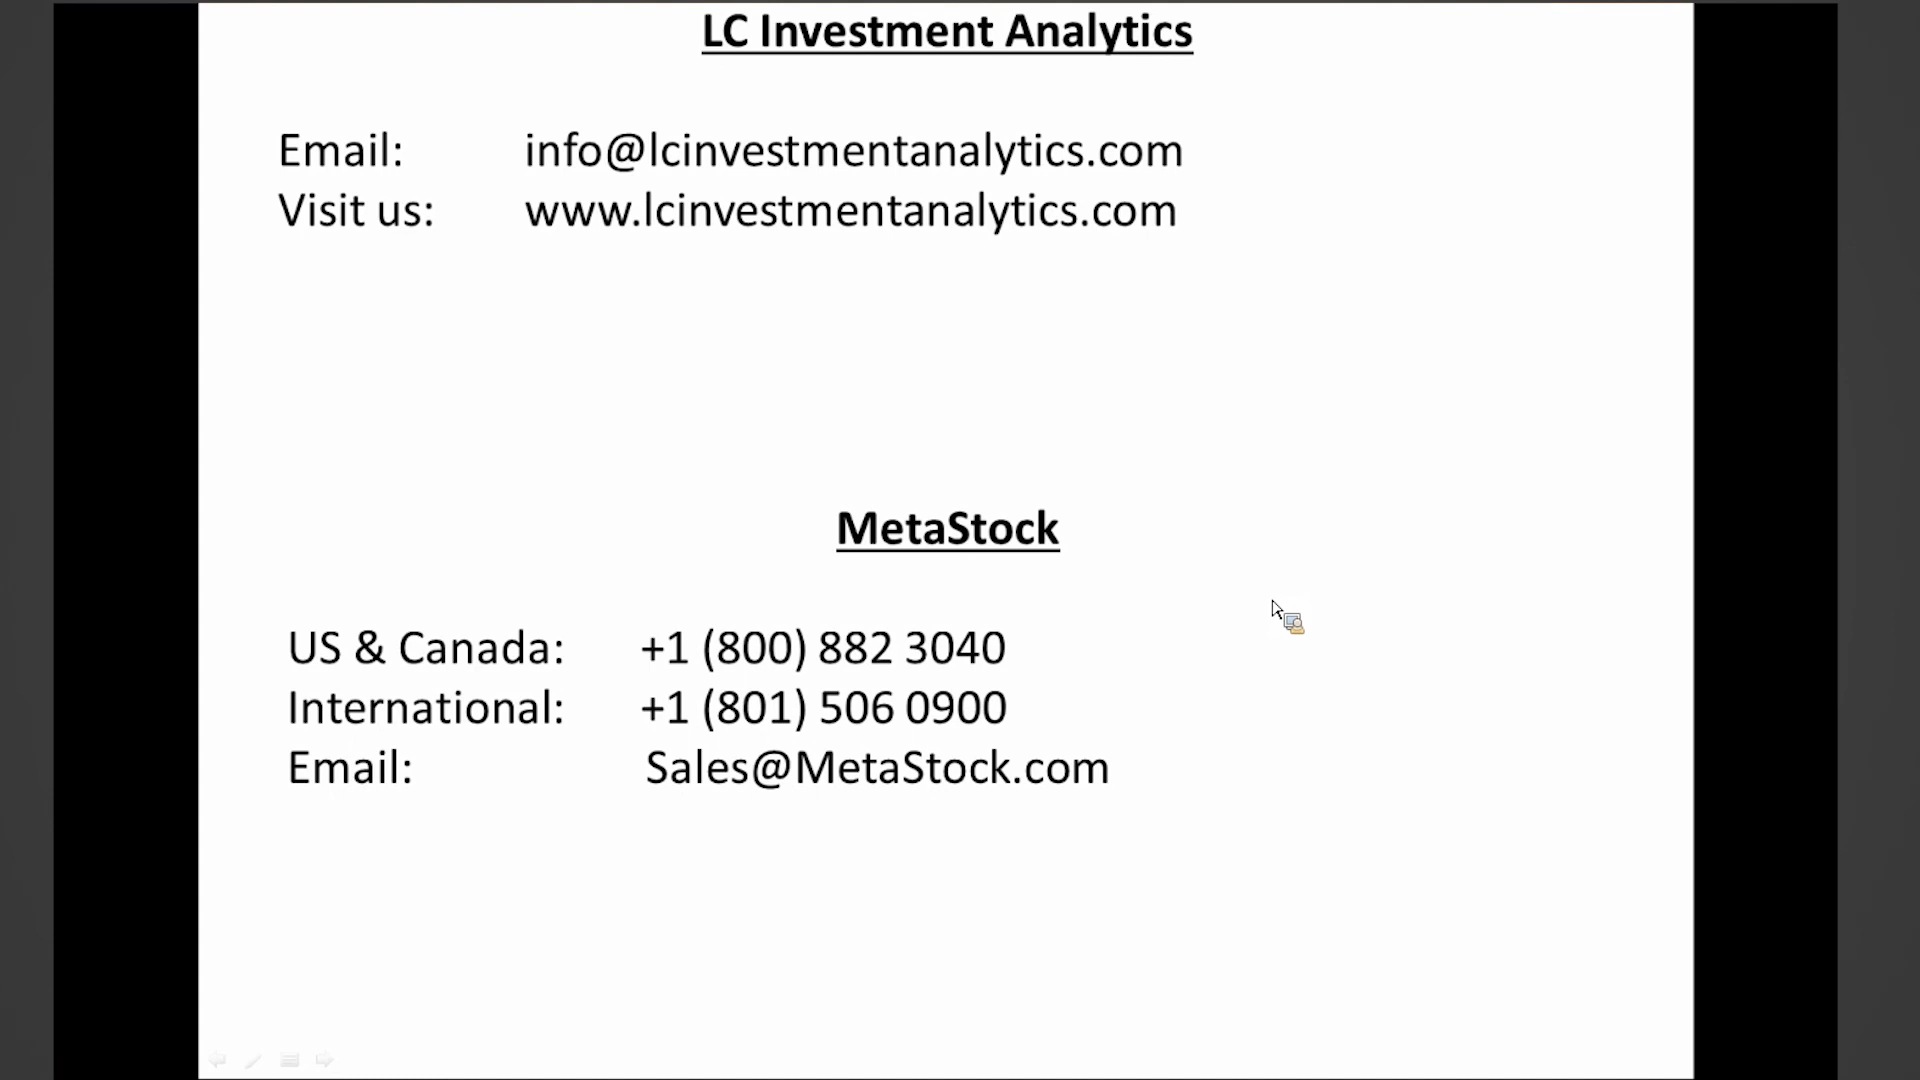 LC Investment Analytics
Email: info@lcinvestmentanalytics.com
Visit us: www.lcinvestmentanalytics.com
MetaStock
US & Canada: +1 (800) 882 3040
International: +1 (801) 506 0900
Email: Sales@MetaStock.com